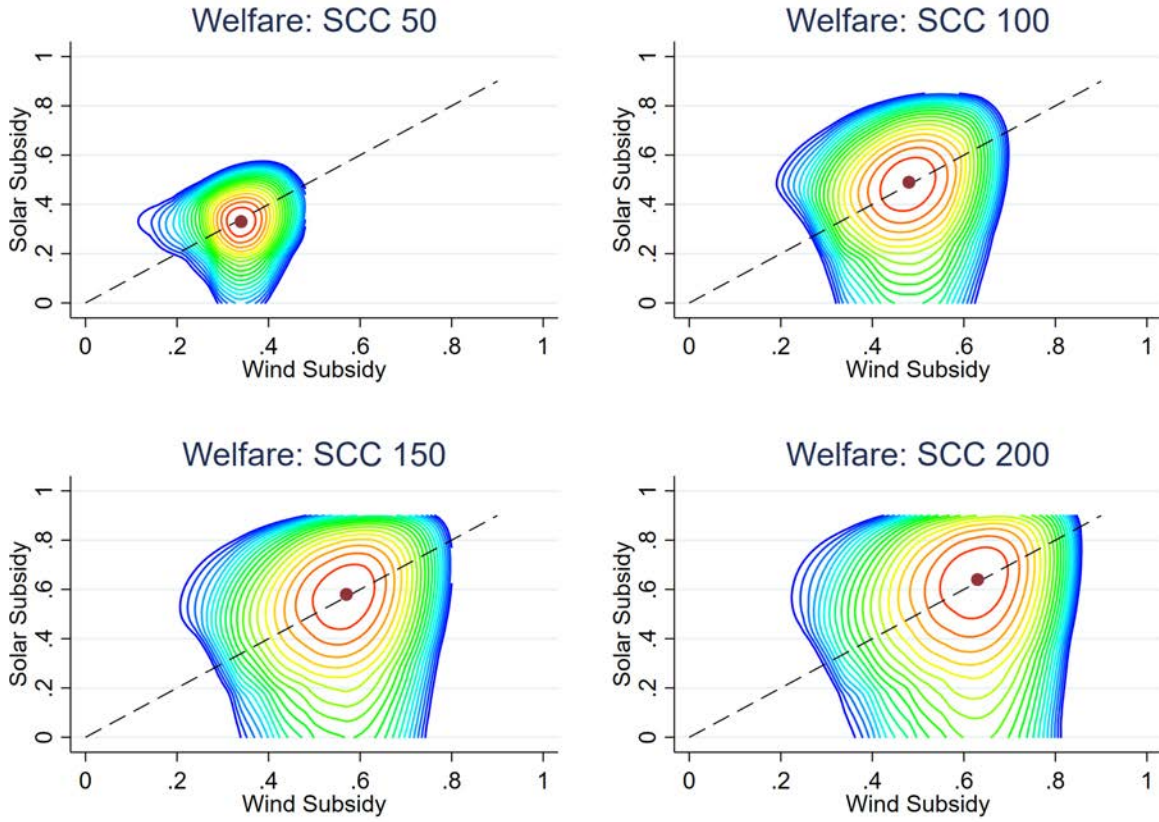 Welfare: SCC 50
Solar Subsidy
0 .2 .4 .6 .8 1
0 .2 .4 .6 .8 1
Wind Subsidy
Welfare: SCC 100
Solar Subsidy
0 .2 .4 .6 .8 1
0 .2 .4 .6 .8 1
Wind Subsidy
Welfare: SCC 150
Solar Subsidy
0 .2 .4 .6 .8 1
0 .2 .4 .6 .8 1
Wind Subsidy
Welfare: SCC 200
Solar Subsidy
0 .2 .4 .6 .8 1
0 .2 .4 .6 .8 1
Wind Subsidy